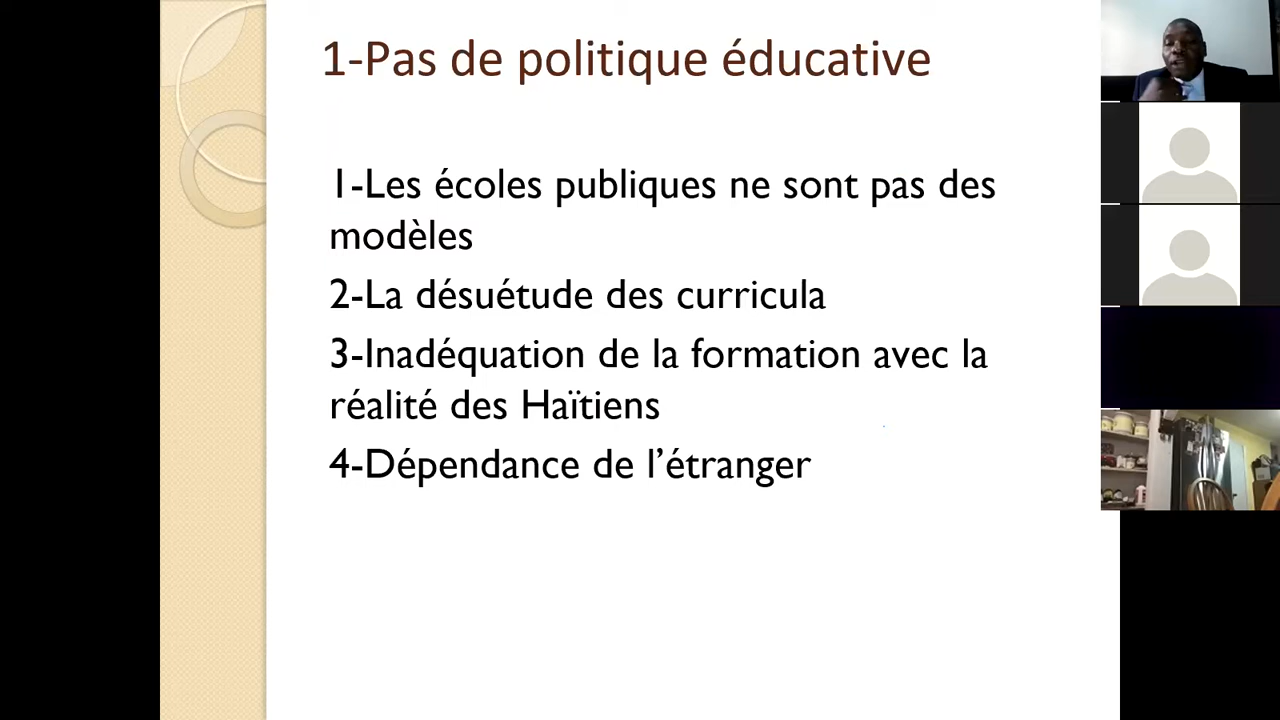 1-Pas de politique éducative
1-Les écoles publiques ne sont pas des
modèles
2-La désuétude des curricula
3-Inadéquation de la formation avec la
réalité des Haïtiens
4-Dépendance de l’étranger